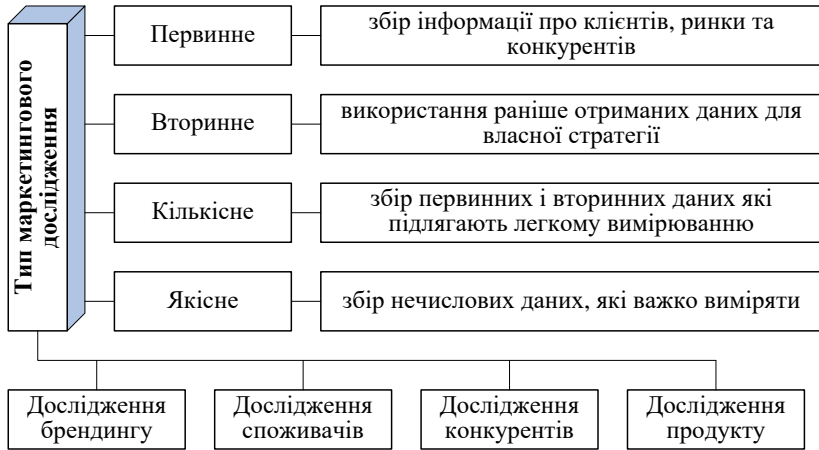 Тип маркетингового
дослідження
Первинне
збір інформації про клієнтів, ринки та
конкурентів
Вторинне
використання раніше отриманих даних для
власної стратегії
Кількісне
збір первинних і вторинних даних які
підлягають легкому вимірюванню
Якісне
збір нечислових даних, які важко виміряти
Дослідження
брендингу
Дослідження
споживачів
Дослідження
конкурентів
Дослідження
продукту